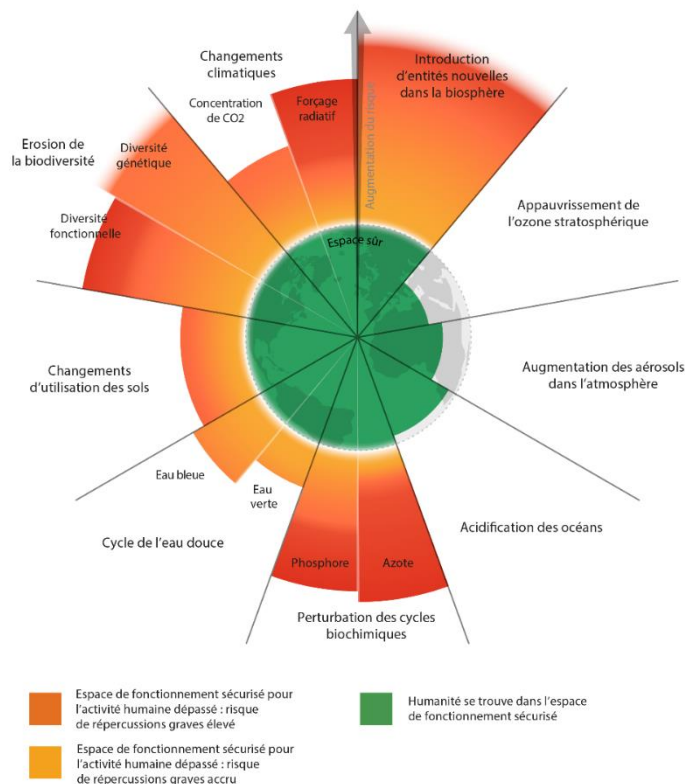 Changements
climatiques
Concentration
de CO2
Forçage
radiatif
Augmentation du risque
Introduction
d'entités nouvelles
dans la biosphère
Erosion de
la biodiversité
Diversité
génétique
Diversité
fonctionnelle
Appauvrissement de
l'ozone stratosphérique
Espace sûr
Changements
d'utilisation des sols
Augmentation des aérosols
dans l'atmosphère
Eau bleue
Eau
verte
Cycle de l'eau douce
Acidification des océans
Phosphore
Azote
Perturbation des cycles
biochimiques
Espace de fonctionnement sécurisé pour
l'activité humaine dépassé : risque
de répercussions graves élevé
Humanité se trouve dans l'espace
de fonctionnement sécurisé
Espace de fonctionnement sécurisé pour
l'activité humaine dépassé : risque
de répercussions graves accru